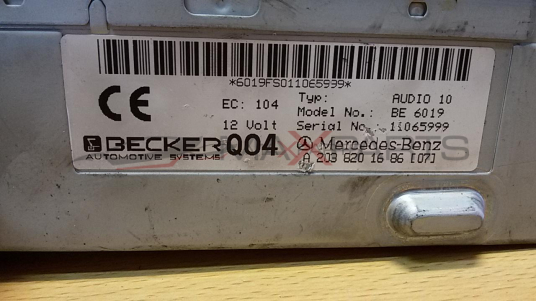 *6019FS011065999*
CE
EC: 104
Typ: AUDIO 10
Model No.: BE 6019
12 Volt
Serial No.: 11065999
BECKER
AUTOMOTIVE SYSTEMS
Q04
Mercedes-Benz
A 203 820 16 86 [07]